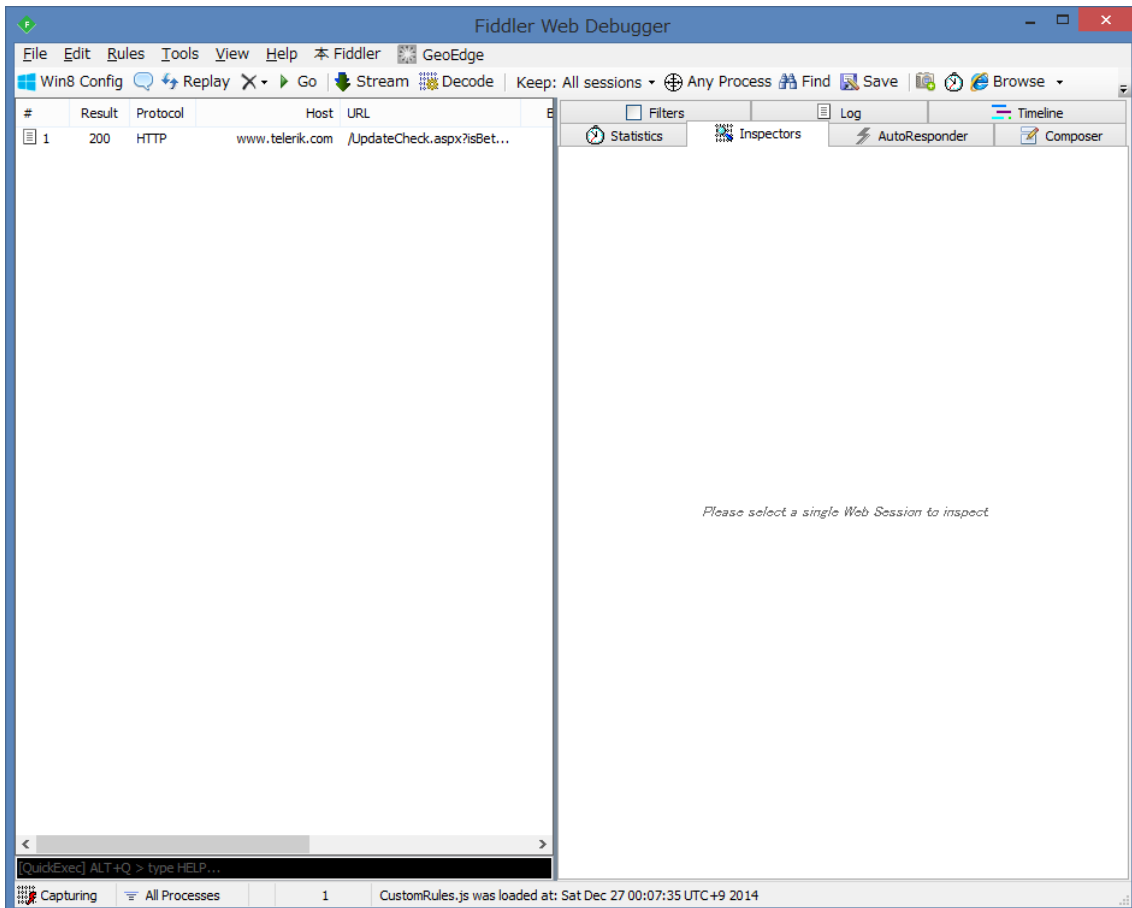 Fiddler Web Debugger
File Edit Rules Tools View Help 本 Fiddler GeoEdge
Win8 Config Replay Go Stream Decode Keep: All sessions Any Process Find Save Browse
# Result Protocol Host URL B
Filters Log Timeline
1 200 HTTP www.telerik.com /UpdateCheck.aspx?isBet...
Statistics Inspectors AutoResponder Composer
Please select a single Web Session to inspect
[QuickExec] ALT+Q > type HELP...
Capturing All Processes 1 CustomRules.js was loaded at: Sat Dec 27 00:07:35 UTC+9 2014